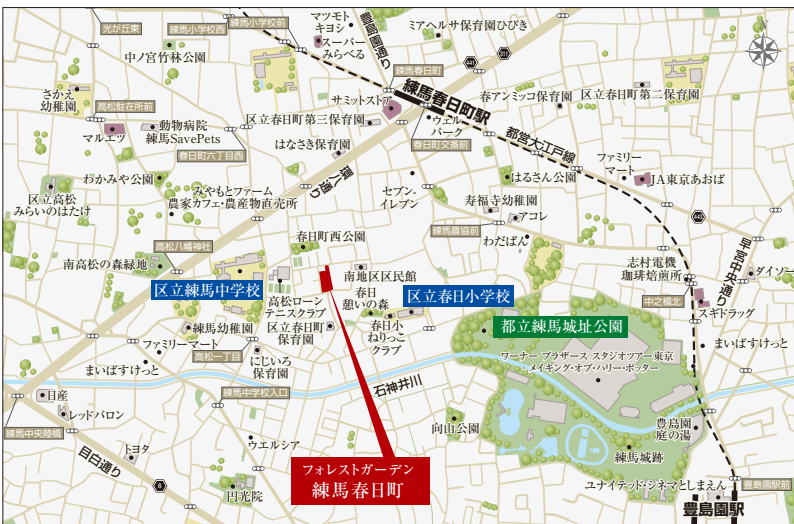 光が丘東
練馬小学校西
練馬小学校前
マツモト
キヨシ
スーパー
みらべる
豊島園通り
ミアヘルサ保育園ひびき
N
中ノ宮竹林公園
441
練馬春日町
練馬春日町駅
さかえ
幼稚園
高松駐在所前
サミットストア
春アンミッコ保育園
区立春日町第二保育園
マルエツ
動物病院
練馬SavePets
区立春日町第三保育園
ウェル
パーク
都営大江戸線
春日町六丁目西
はなさき保育園
春日町交番前
ファミリー
マート
JA東京あおば
わかみや公園
環八通り
セブン-
イレブン
はるさん公園
区立高松
みらいのはたけ
みやもとファーム
農家カフェ・農産物直売所
寿福寺幼稚園
アコレ
442
練馬農協前
わだぱん
早宮中央通り
高松八幡神社
春日町西公園
南高松の森緑地
区立練馬中学校
南地区区民館
区立春日小学校
志村電機
珈琲焙煎所
ダイソー
中之橋北
高松ローン
テニスクラブ
春日
憩いの森
スギドラッグ
練馬幼稚園
区立春日町
保育園
春日小
ねりっこ
クラブ
都立練馬城址公園
ファミリーマート
高松一丁目
にじいろ
保育園
ワーナー ブラザース スタジオツアー東京
- メイキング・オブ・ハリー・ポッター
まいばすけっと
まいばすけっと
石神井川
日産
練馬中学校入口
レッドバロン
向山公園
豊島園
庭の湯
練馬中央陸橋
トヨタ
ウエルシア
目白通り
8
フォレストガーデン
練馬春日町
練馬城跡
円光院
ユナイテッド・シネマとしまえん
豊島園駅前
豊島園駅